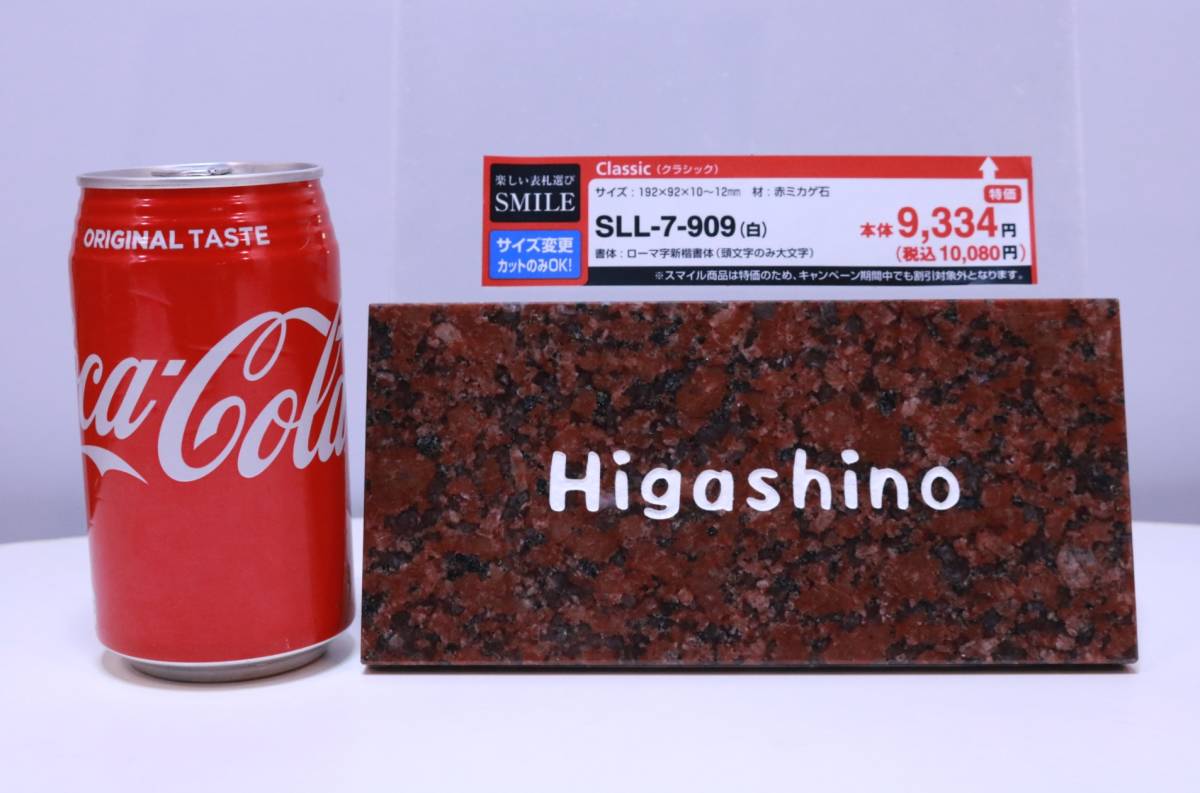 ORIGINAL TASTE
ca-Cola
楽しい表札選び
SMILE
サイズ変更
カットのみOK!
Classic (クラシック)
サイズ : 192×92×10~12mm 材 : 赤ミカゲ石
SLL-7-909 (白)
書体 : ローマ字新楷書体 (頭文字のみ大文字)
特価
本体 9,334円
(税込 10,080円)
※スマイル商品は特価のため、キャンペーン期間中でも割引対象外となります。
Higashino